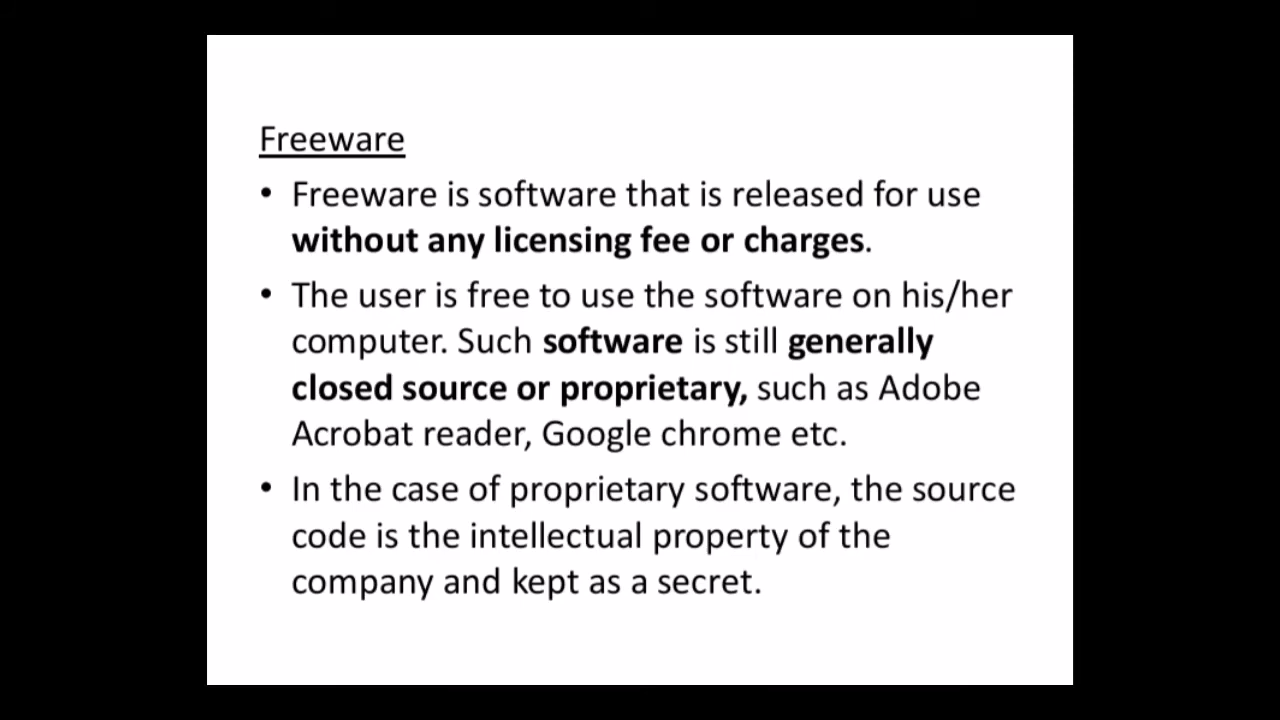 Freeware
• Freeware is software that is released for use
without any licensing fee or charges.
• The user is free to use the software on his/her
computer. Such software is still generally
closed source or proprietary, such as Adobe
Acrobat reader, Google chrome etc.
• In the case of proprietary software, the source
code is the intellectual property of the
company and kept as a secret.